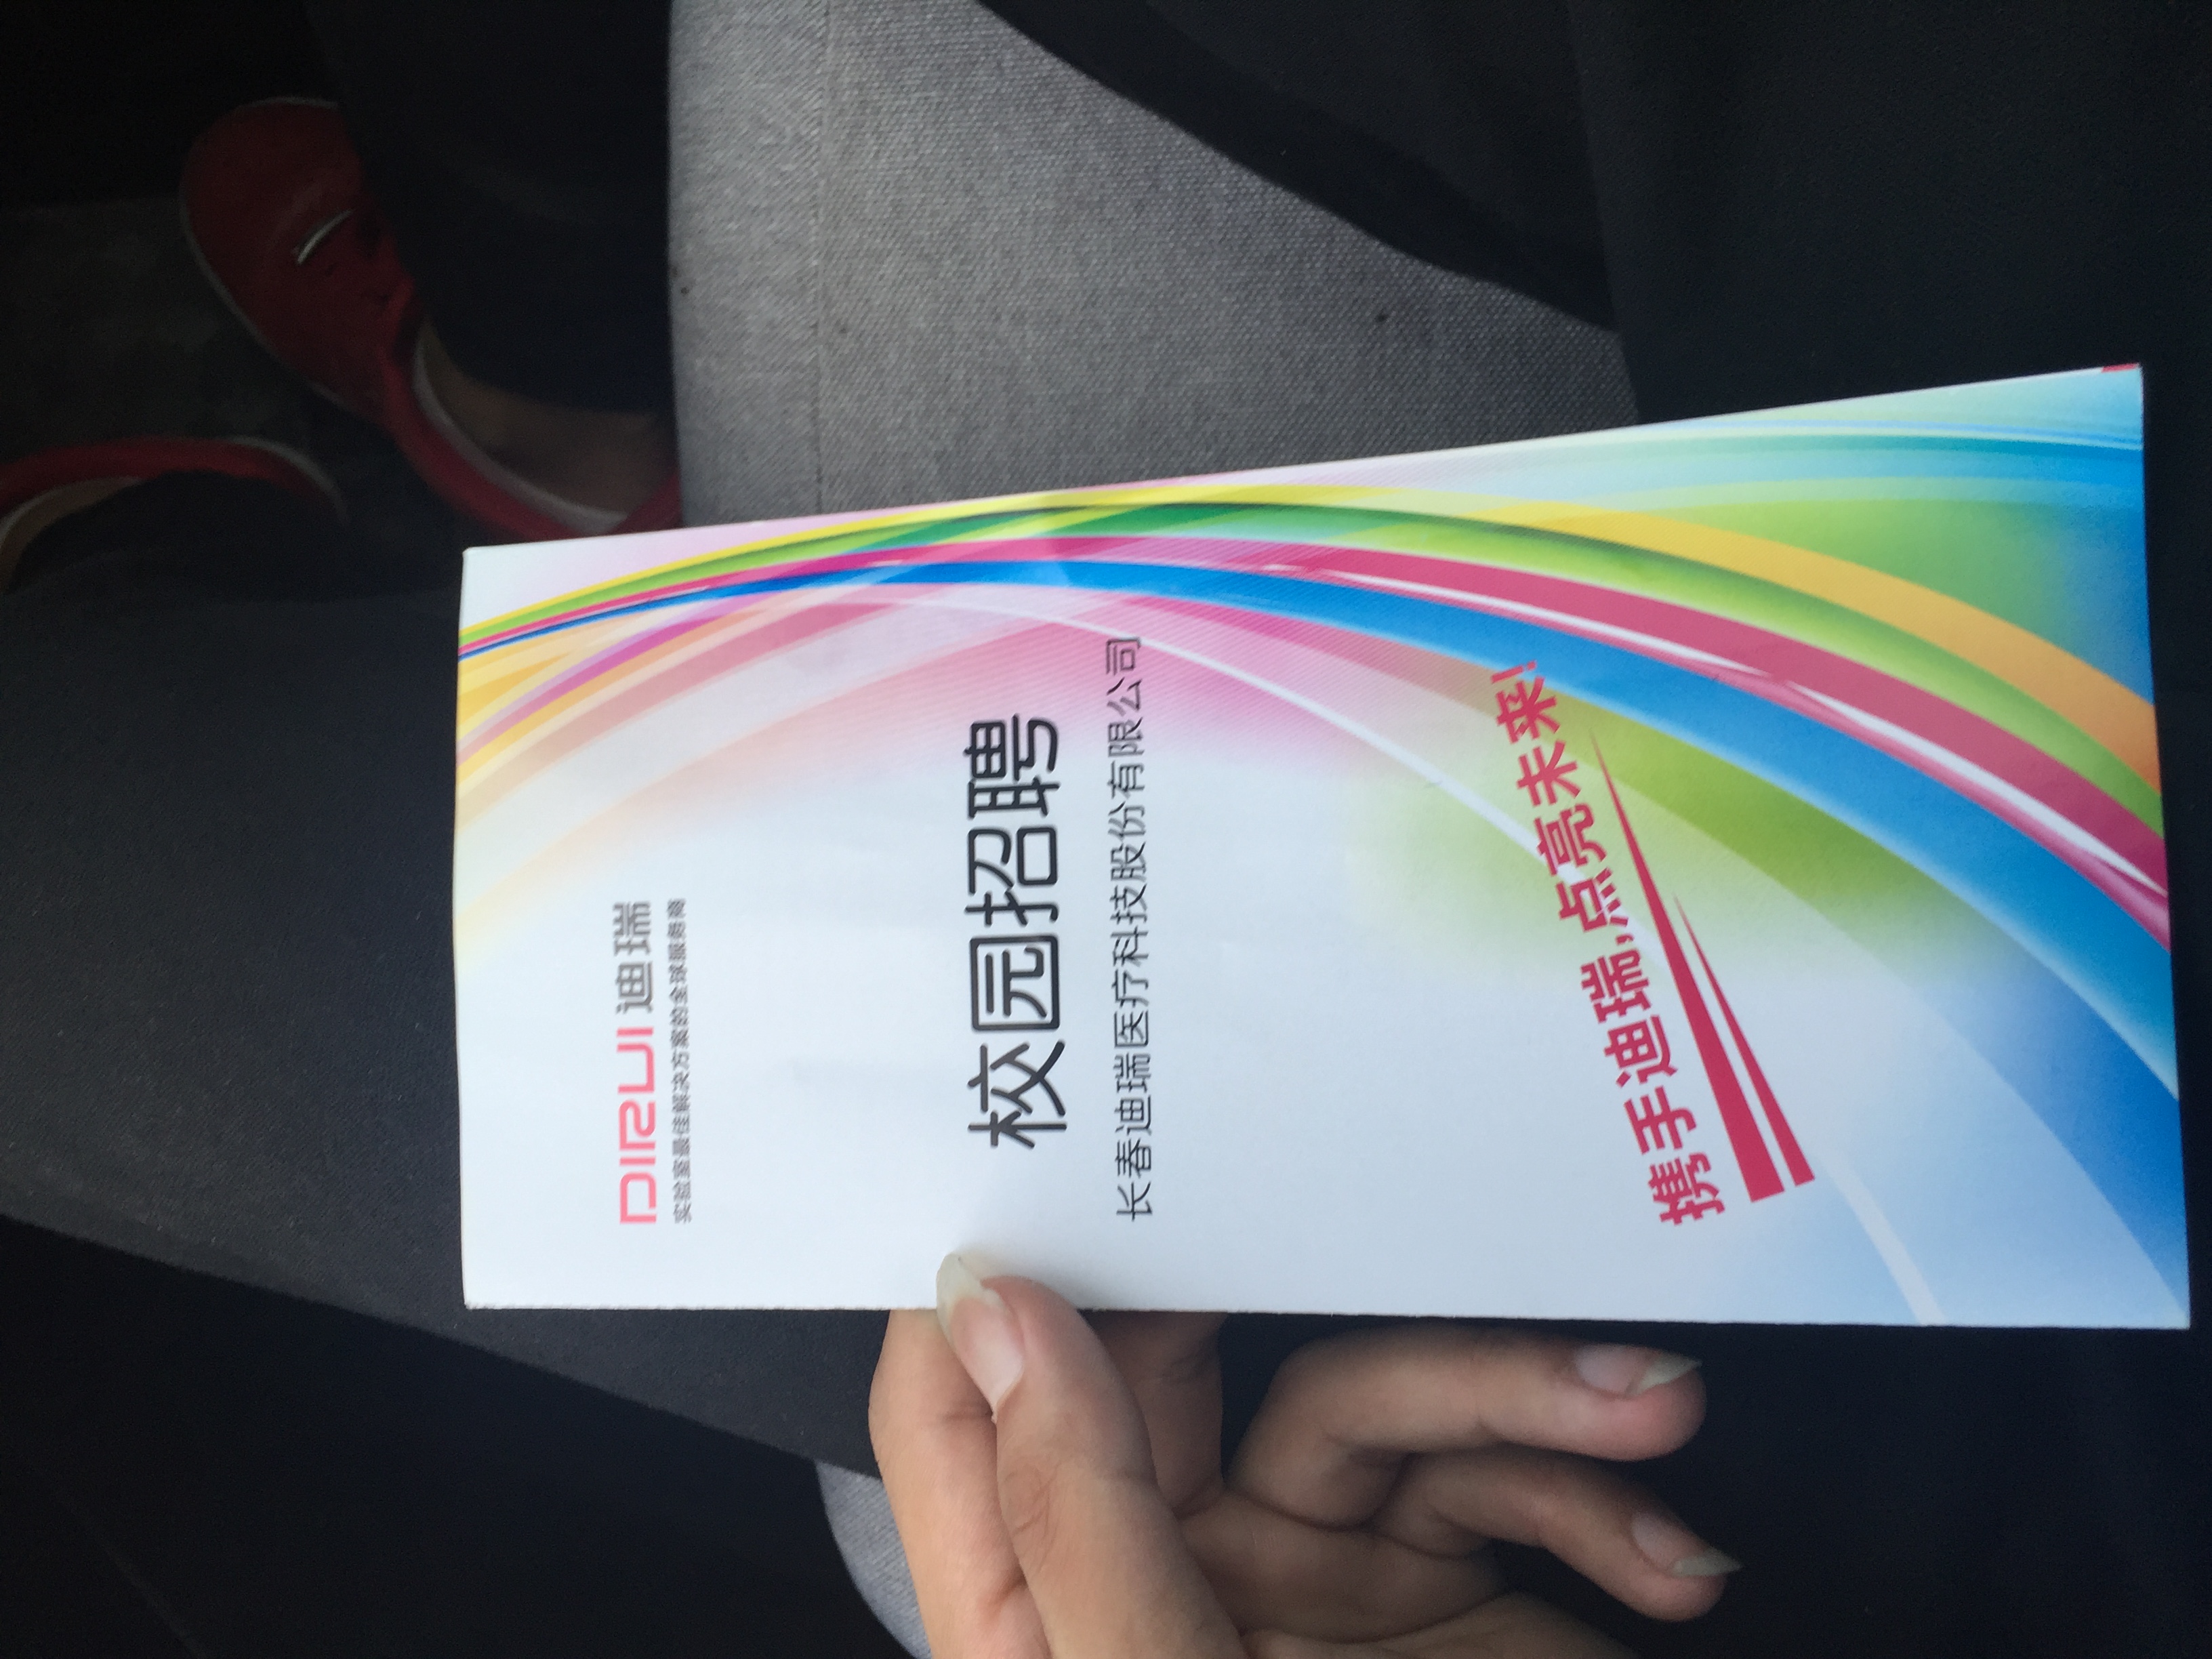 DIRUI 迪瑞
实验室最佳解决方案的全球服务商
校园招聘
长春迪瑞医疗科技股份有限公司
携手迪瑞,点亮未来!